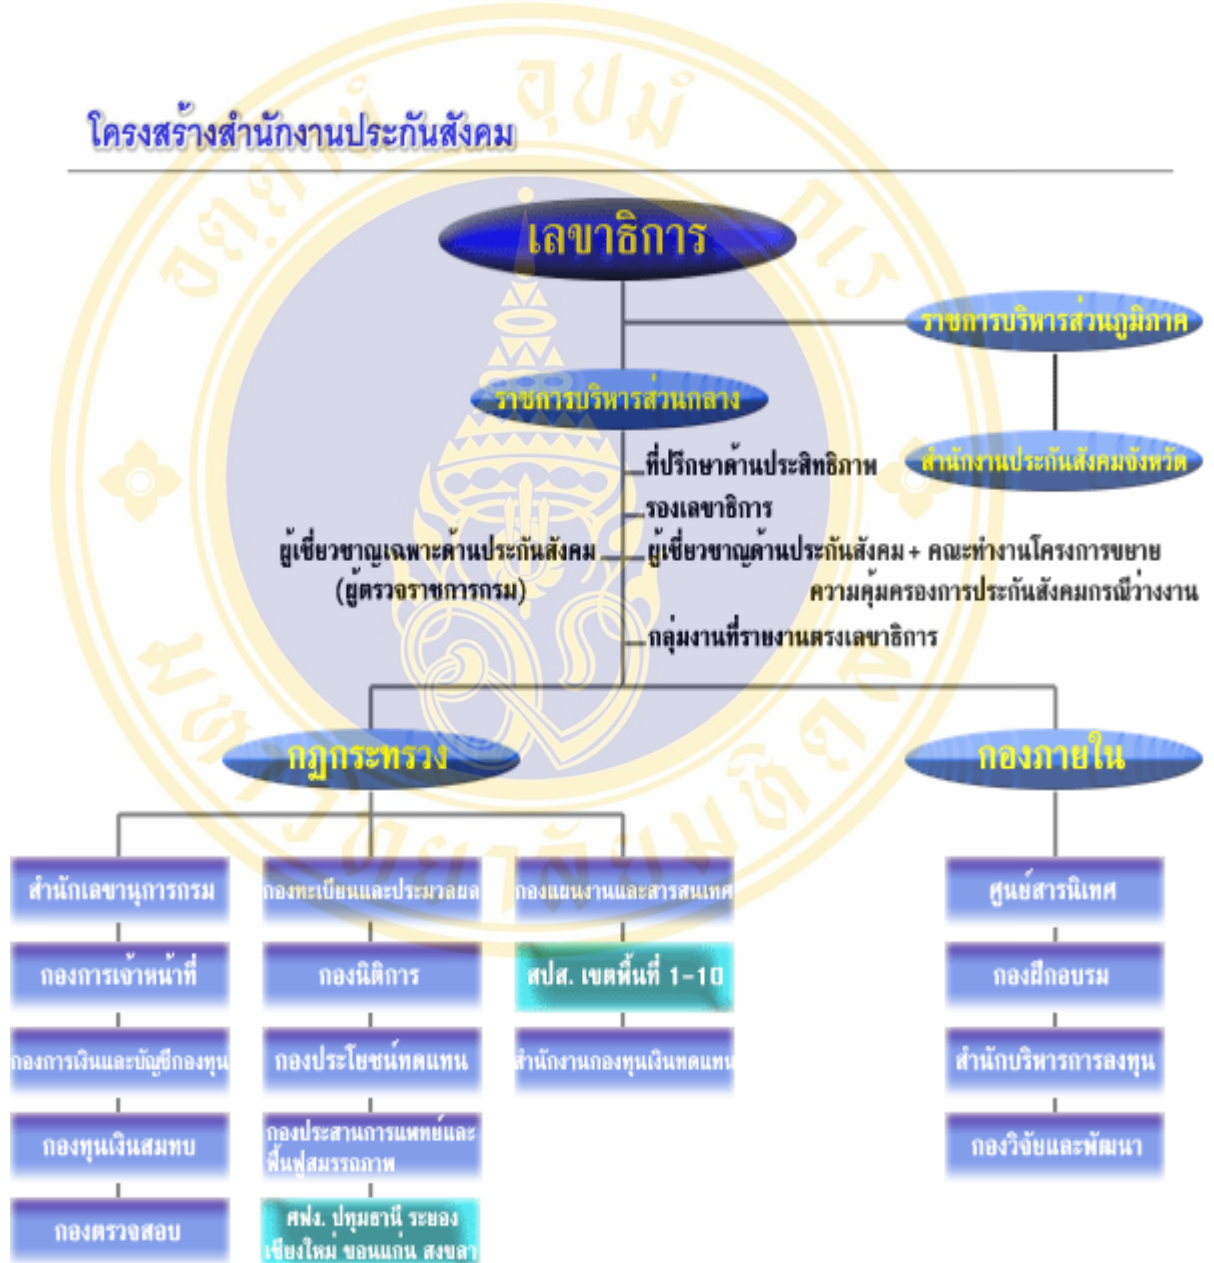 โครงสร้างสำนักงานประกันสังคม
เลขาธิการ
ราชการบริหารส่วนภูมิภาค
ราชการบริหารส่วนกลาง
สำนักงานประกันสังคมจังหวัด
ที่ปรึกษาด้านประสิทธิภาพ
รองเลขาธิการ
ผู้เชี่ยวชาญเฉพาะด้านประกันสังคม
(ผู้ตรวจราชการกรม)
ผู้เชี่ยวชาญด้านประกันสังคม + คณะทำงานโครงการขยาย
ความคุ้มครองการประกันสังคมกรณีว่างงาน
กลุ่มงานที่รายงานตรงเลขาธิการ
กฎกระทรวง
กองภายใน
สำนักเลขานุการกรม
กองการเจ้าหน้าที่
กองการเงินและบัญชีกองทุน
กองทุนเงินสมทบ
กองตรวจสอบ
กองทะเบียนและประมวลผล
กองนิติการ
กองประโยชน์ทดแทน
กองประสานการแพทย์และ
ฟื้นฟูสมรรถภาพ
ศฟง. ปทุมธานี ระยอง
เชียงใหม่ ขอนแก่น สงขลา
กองแผนงานและสารสนเทศ
สปส. เขตพื้นที่ 1-10
สำนักงานกองทุนเงินทดแทน
ศูนย์สารนิเทศ
กองฝึกอบรม
สำนักบริหารการลงทุน
กองวิจัยและพัฒนา
อตฺตานํ อุปมํ กเร
มหาวิทยาลัยมหิดล